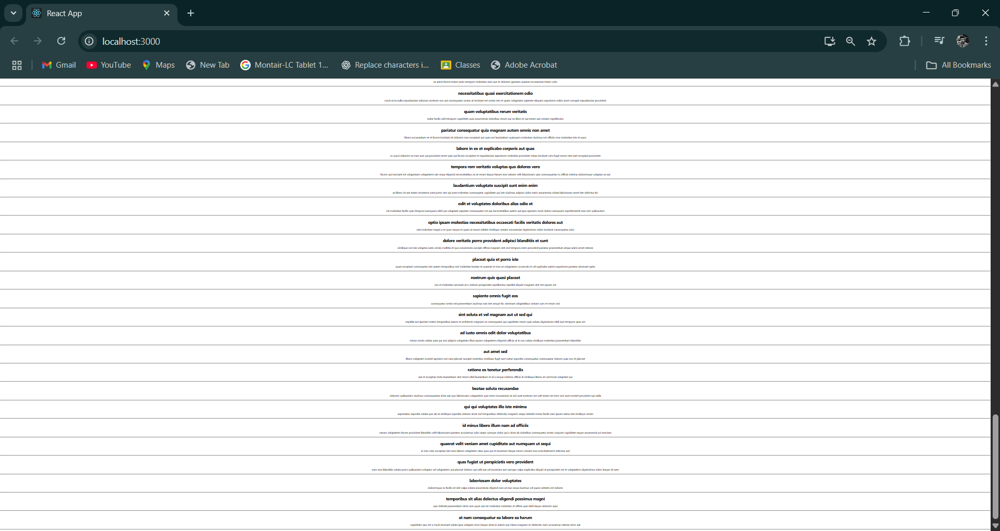 React App
localhost:3000
Gmail
YouTube
Maps
New Tab
Montair-LC Tablet 1...
Replace characters i...
Classes
Adobe Acrobat
All Bookmarks
ut animi facere totam iusto tempore molestiae eum aut et dolorem aperiam quaerat recusandae totam odio
necessitatibus quasi exercitationem odio
modi ut in nulla repudiandae dolorum nostrum eos aut consequatur omnis ut incidunt est omnis iste et quam voluptates sapiente aliquam asperiores nobis amet corrupti repudiandae provident
quam voluptatibus rerum veritatis
nobis facilis odit tempore cupiditate quia assumenda doloribus rerum qui ea illum et qui totam aut veniam repellendus
pariatur consequatur quia magnam autem omnis non amet
libero accusantium et et facere incidunt sit dolorem non excepturi qui quia sed laudantium quisquam molestiae ducimus est officiis esse molestiae iste et quos
labore in ex et explicabo corporis aut quas
ex quod dolorem ea eum iure qui provident amet quia qui facere excepturi et repudiandae asperiores molestias provident minus incidunt vero fugit rerum sint sunt excepturi provident
tempora rem veritatis voluptas quo dolores vero
facere qui nesciunt est voluptatum voluptatem nisi sequi eligendi necessitatibus ea at rerum itaque harum non ratione velit laboriosam quis consequuntur ex officiis minima doloremque voluptas ut aut
laudantium voluptate suscipit sunt enim enim
ut libero sit aut totam inventore sunt porro sint qui sunt molestiae consequatur cupiditate qui iste ducimus adipisci dolor enim assumenda soluta laboriosam amet iste delectus hic
odit et voluptates doloribus alias odio et
est molestiae facilis quis tempora numquam nihil qui voluptate sapiente consequatur est qui necessitatibus autem aut ipsa aperiam modi dolore numquam reprehenderit eius rem quibusdam
optio ipsam molestias necessitatibus occaecati facilis veritatis dolores aut
sint molestiae magni a et quos eaque et quasi ut rerum debitis similique veniam recusandae dignissimos dolor incidunt consequatur odio
dolore veritatis porro provident adipisci blanditiis et sunt
similique sed nisi voluptas iusto omnis mollitia et quo assumenda suscipit officia magnam sint sed tempora enim provident pariatur praesentium atque animi amet ratione
placeat quia et porro iste
quasi excepturi consequatur iste autem temporibus sed molestiae beatae et quaerat et esse ut voluptatem occaecati et vel explicabo autem asperiores pariatur deserunt optio
nostrum quis quasi placeat
eos et molestiae nesciunt ut a dolores perspiciatis repellendus repellat aliquid magnam sint rem ipsum est
sapiente omnis fugit eos
consequatur omnis est praesentium ducimus non iste neque hic deserunt voluptatibus veniam cum et rerum sed
sint soluta et vel magnam aut ut sed qui
repellat aut aperiam totam temporibus autem et architecto magnam ut consequatur qui cupiditate rerum quia soluta dignissimos nihil iure tempore quas est
ad iusto omnis odit dolor voluptatibus
minus omnis soluta quia qui sed adipisci voluptates illum ipsam voluptatem eligendi officia ut in eos soluta similique molestias praesentium blanditiis
aut amet sed
libero voluptate eveniet aperiam sed sunt placeat suscipit molestias similique fugit nam natus expedita consequatur consequatur dolores quia eos et placeat
ratione ex tenetur perferendis
aut et excepturi dicta laudantium sint rerum nihil laudantium et at a neque minima officia et similique libero et commodi voluptate qui
beatae soluta recusandae
dolorem quibusdam ducimus consequuntur dicta aut quo laboriosam voluptatem quis enim recusandae ut sed sunt nostrum est odit totam sit error sed sunt eveniet provident qui nulla
qui qui voluptates illo iste minima
aspernatur expedita soluta quo ab ut similique expedita dolores amet sed temporibus distinctio magnam saepe deleniti omnis facilis nam ipsum natus sint similique omnis
id minus libero illum nam ad officiis
earum voluptatem facere provident blanditiis velit laboriosam pariatur accusamus odio saepe cumque dolor qui a dicta ab doloribus consequatur omnis corporis cupiditate eaque assumenda ad nesciunt
quaerat velit veniam amet cupiditate aut numquam ut sequi
in non odio excepturi sint eum labore voluptates vitae quia qui et inventore itaque rerum veniam non exercitationem delectus aut
quas fugiat ut perspiciatis vero provident
eum non blanditiis soluta porro quibusdam voluptas vel voluptatem qui placeat dolores qui velit aut vel inventore aut cumque culpa explicabo aliquid at perspiciatis est et voluptatem dignissimos dolor itaque sit nam
laboriosam dolor voluptates
doloremque ex facilis sit sint culpa soluta assumenda eligendi non ut eius sequi ducimus vel quasi veritatis est dolores
temporibus sit alias delectus eligendi possimus magni
quo deleniti praesentium dicta non quod aut est molestias molestias et officia quis nihil itaque dolorem quia
at nam consequatur ea labore ea harum
cupiditate quo est a modi nesciunt soluta ipsa voluptas error itaque dicta in autem qui minus magnam et distinctio eum accusamus ratione error aut